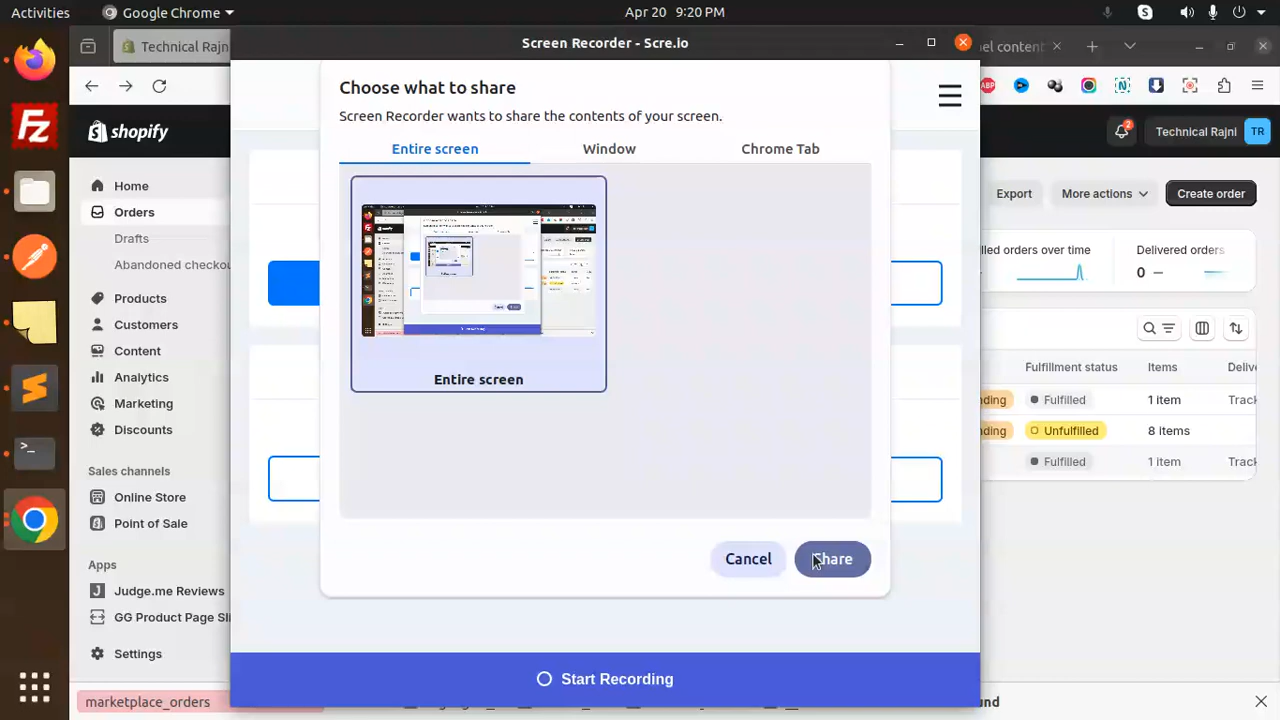 Activities
Google Chrome
Apr 20 9:20 PM
Technical Rajn
Screen Recorder - Scre.io
nel content
shopify
Technical Rajni
TR
2
Home
Orders
Drafts
Abandoned checkou
Products
Customers
Content
Analytics
Marketing
Discounts
Sales channels
Online Store
Point of Sale
Apps
Judge.me Reviews
GG Product Page Sli
Settings
marketplace_orders
Choose what to share
Screen Recorder wants to share the contents of your screen.
Entire screen
Window
Chrome Tab
Entire screen
Cancel
Share
Start Recording
Export
More actions
Create order
lled orders over time
Delivered orders
0 —
Fulfillment status
Items
Delive
nding
Fulfilled
1 item
Track
nding
Unfulfilled
8 items
Fulfilled
1 item
Track
und